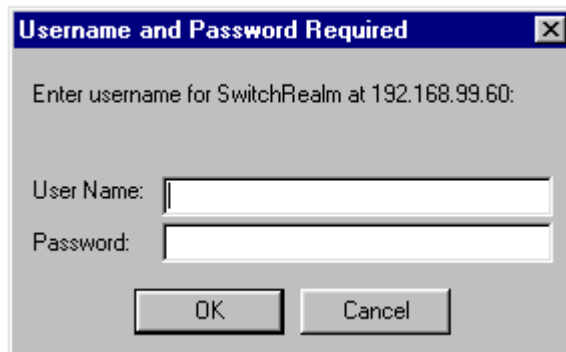 Username and Password Required
Enter username for SwitchRealm at 192.168.99.60:
User Name:
Password:
OK Cancel